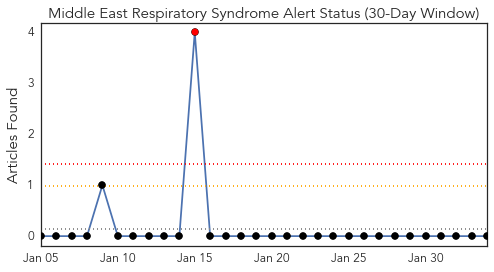 Middle East Respiratory Syndrome Alert Status (30-Day Window)
Articles Found
4
3
2
1
0
Jan 05 Jan 10 Jan 15 Jan 20 Jan 25 Jan 30